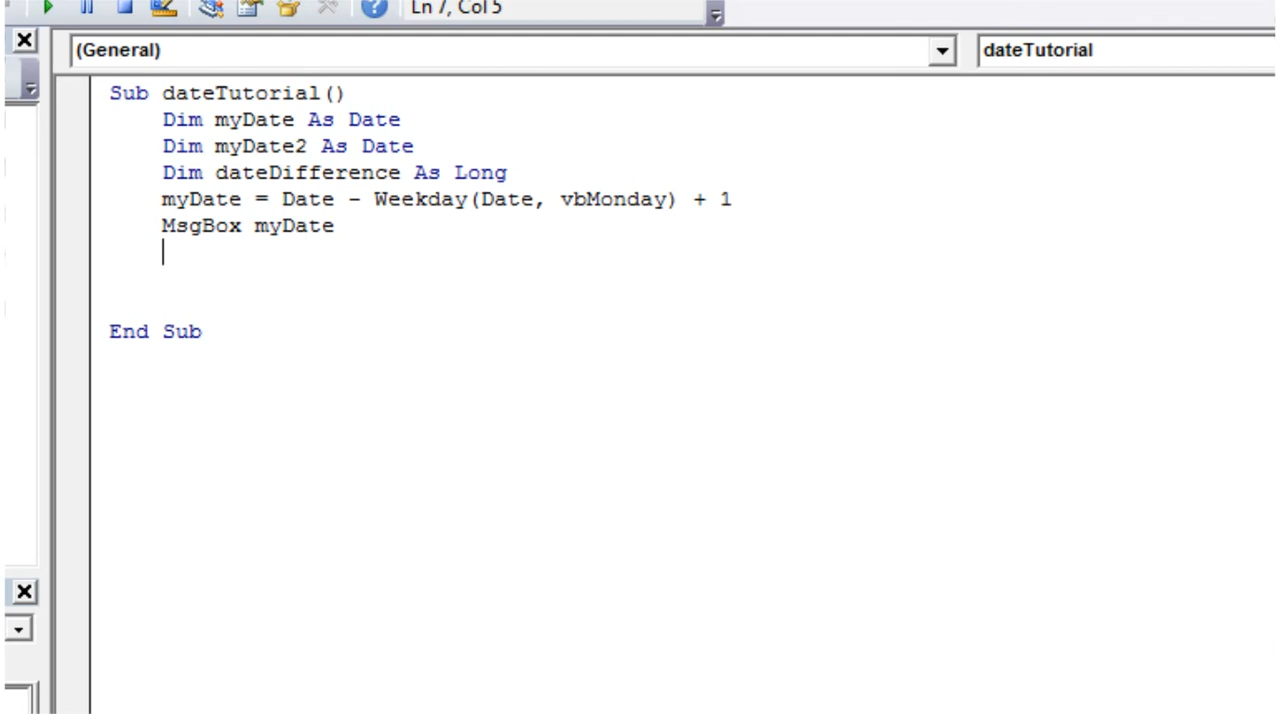 Ln 7, Col 5
(General)
dateTutorial
Sub dateTutorial()
Dim myDate As Date
Dim myDate2 As Date
Dim dateDifference As Long
myDate = Date - Weekday(Date, vbMonday) + 1
MsgBox myDate
End Sub